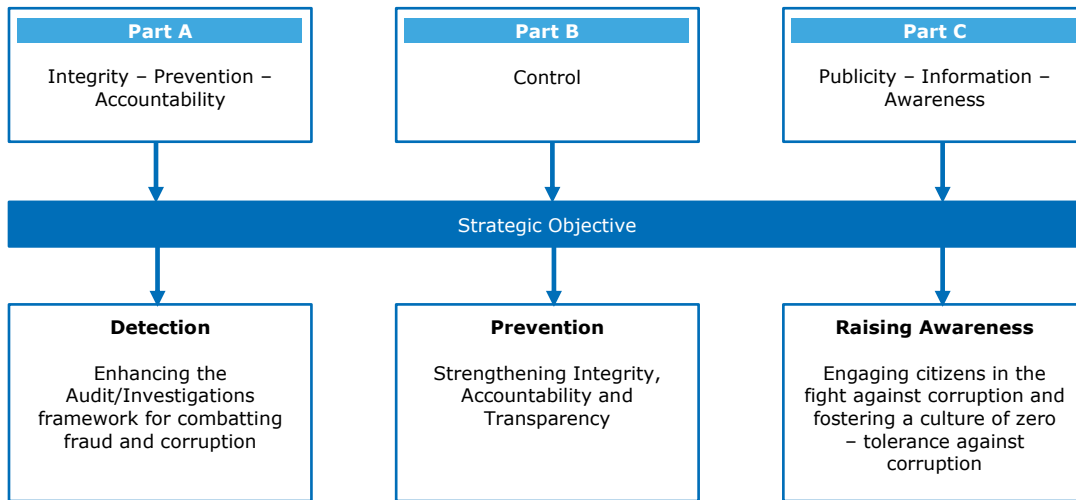 Part A
Integrity – Prevention –
Accountability
Part B
Control
Part C
Publicity – Information –
Awareness
Strategic Objective
Detection
Enhancing the
Audit/Investigations
framework for combatting
fraud and corruption
Prevention
Strengthening Integrity,
Accountability and
Transparency
Raising Awareness
Engaging citizens in the
fight against corruption and
fostering a culture of zero
– tolerance against
corruption